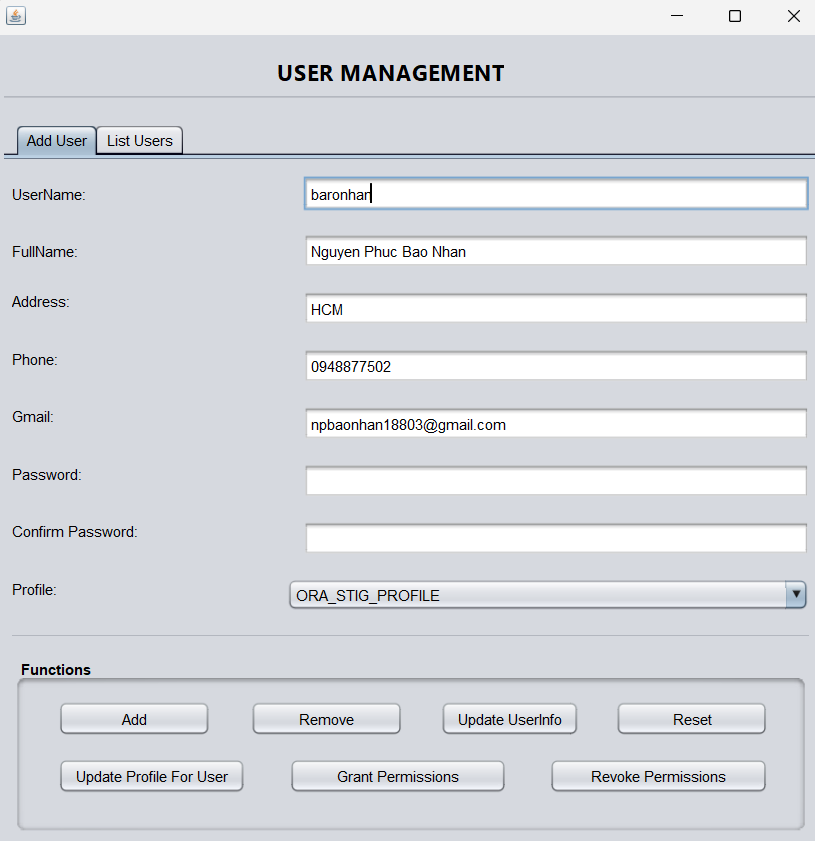 USER MANAGEMENT
Add User List Users
UserName: baronhan
FullName: Nguyen Phuc Bao Nhan
Address: HCM
Phone: 0948877502
Gmail: npbaonhan18803@gmail.com
Password:
Confirm Password:
Profile: ORA_STIG_PROFILE
Functions
Add Remove Update UserInfo Reset
Update Profile For User Grant Permissions Revoke Permissions